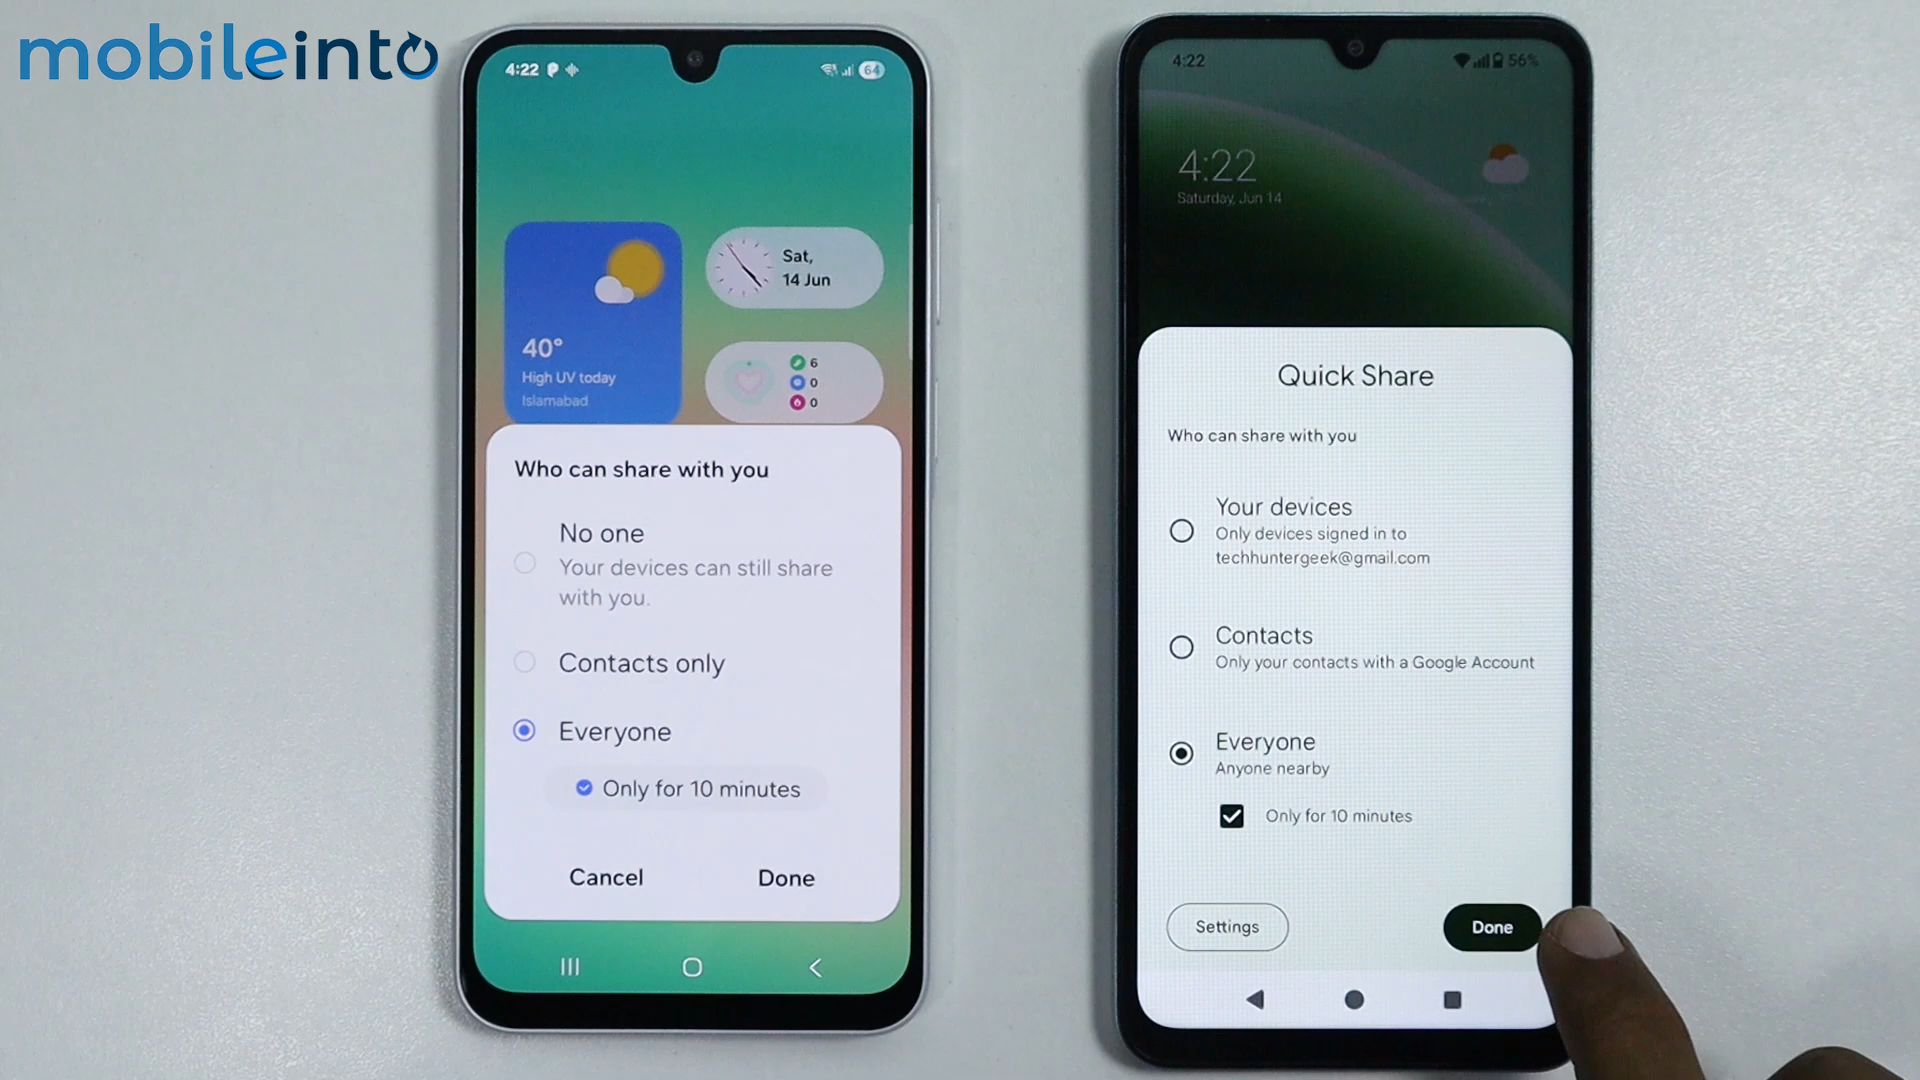 mobileinto
4:22
64
Sat,
14 Jun
40°
High UV today
Islamabad
6
0
0
Who can share with you
No one
Your devices can still share
with you.
Contacts only
Everyone
Only for 10 minutes
Cancel
Done
4:22
56%
4:22
Saturday, Jun 14
Quick Share
Who can share with you
Your devices
Only devices signed in to
techhuntergeek@gmail.com
Contacts
Only your contacts with a Google Account
Everyone
Anyone nearby
Only for 10 minutes
Settings
Done